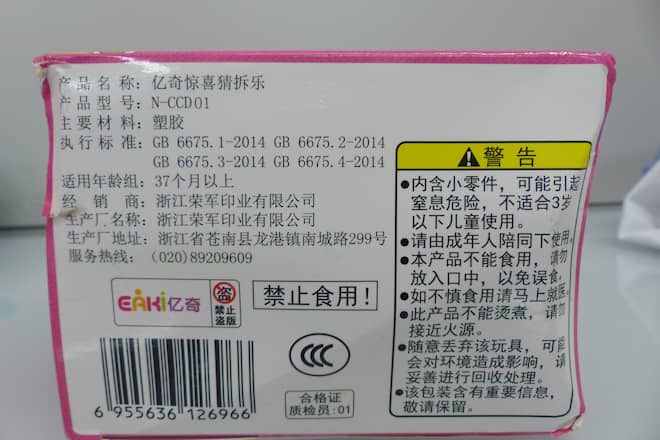 产品名称：亿奇惊喜猜拆乐
产品型号：N-CCD01
主要材料：塑胶
执行标准：GB 6675.1-2014 GB 6675.2-2014
GB 6675.3-2014 GB 6675.4-2014
适用年龄组：37个月以上
经销商：浙江荣军印业有限公司
生产厂名称：浙江荣军印业有限公司
生产厂地址：浙江省苍南县龙港镇南城路299号
服务热线：(020)89209609
EAKI亿奇
盗
禁止
盗版
禁止食用！
CCC
合格证
质检员:01
6 955636 126966
警告
●内含小零件，可能引起
窒息危险，不适合3岁
以下儿童使用。
●请由成年人陪同下使用。
●本产品不能食用，请勿
放入口中，以免误食。
●如不慎食用请马上就医。
●此产品不能烫煮，请勿
接近火源。
●随意丢弃该玩具，可能
会对环境造成影响，请
妥善进行回收处理。
●该包装含有重要信息，
敬请保留。